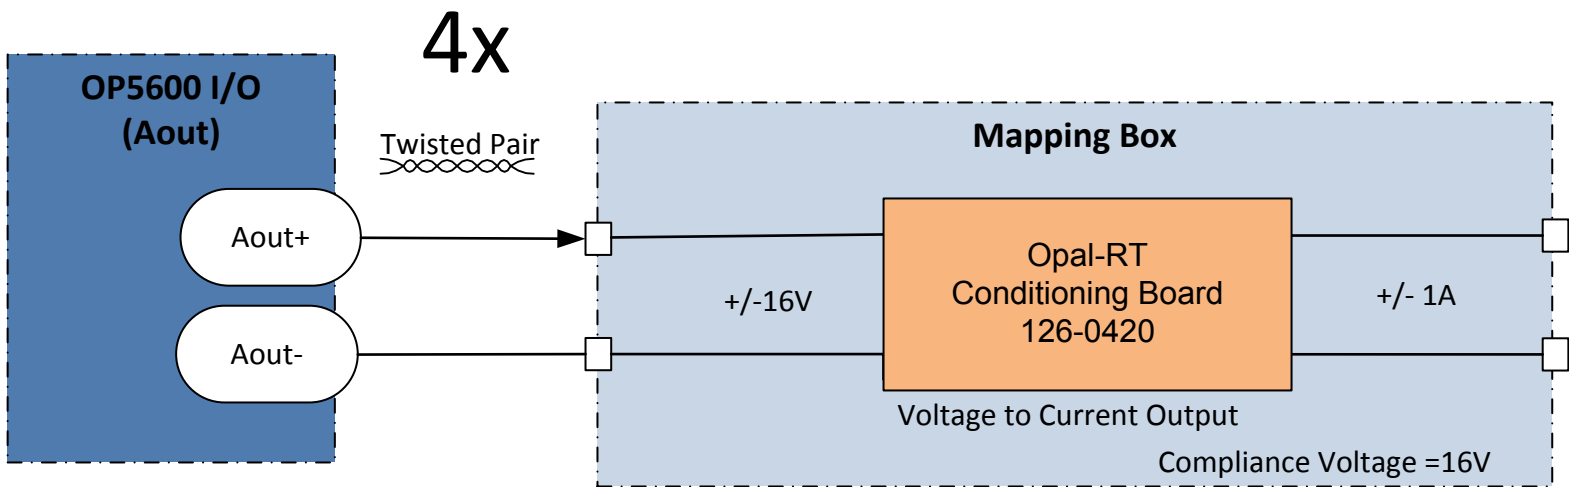 4x
OP5600 I/O
(Aout)
Twisted Pair
Mapping Box
Aout+
Aout-
+/-16V
Opal-RT
Conditioning Board
126-0420
+/- 1A
Voltage to Current Output
Compliance Voltage =16V